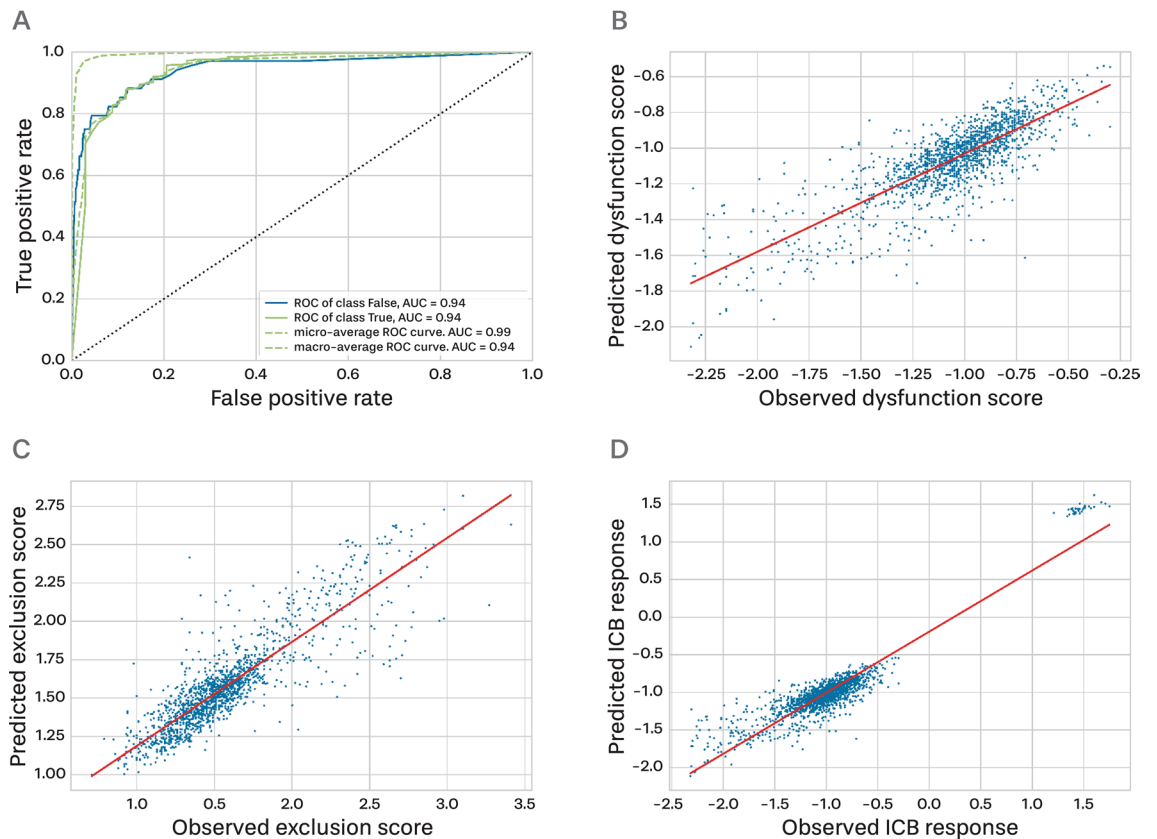 A
1.0
0.8
0.6
0.4
0.2
0.0
0.0 0.2 0.4 0.6 0.8 1.0
True positive rate
False positive rate
ROC of class False, AUC = 0.94
ROC of class True, AUC = 0.94
micro-average ROC curve. AUC = 0.99
macro-average ROC curve. AUC = 0.94
B
−0.6
−0.8
−1.0
−1.2
−1.4
−1.6
−1.8
−2.0
−2.25 −2.00 −1.75 −1.50 −1.25 −1.00 −0.75 −0.50 −0.25
Predicted dysfunction score
Observed dysfunction score
C
2.75
2.50
2.25
2.00
1.75
1.50
1.25
1.00
1.0 0.5 2.0 2.5 3.0 3.5
Predicted exclusion score
Observed exclusion score
D
1.5
1.0
0.5
0.0
−0.5
−1.0
−1.5
−2.0
−2.5 −2.0 −1.5 −1.0 −0.5 0.0 0.5 1.0 1.5
Predicted ICB response
Observed ICB response